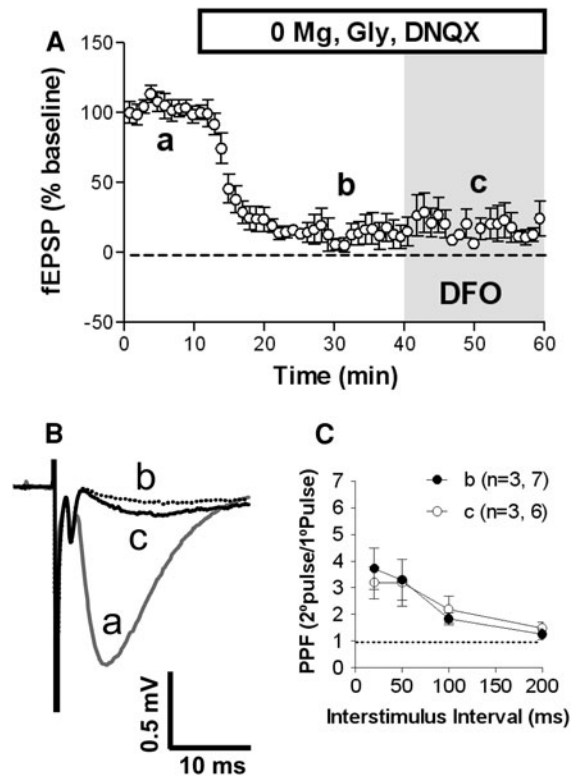 A
0 Mg, Gly, DNQX
150
100
50
0
-50
fEPSP (% baseline)
a
b
c
DFO
0 10 20 30 40 50 60
Time (min)
B
b
c
a
0.5 mV
10 ms
C
b (n=3, 7)
c (n=3, 6)
7
6
5
4
3
2
1
0
PPF (2ºpulse/1ºPulse)
0 50 100 150 200
Interstimulus Interval (ms)